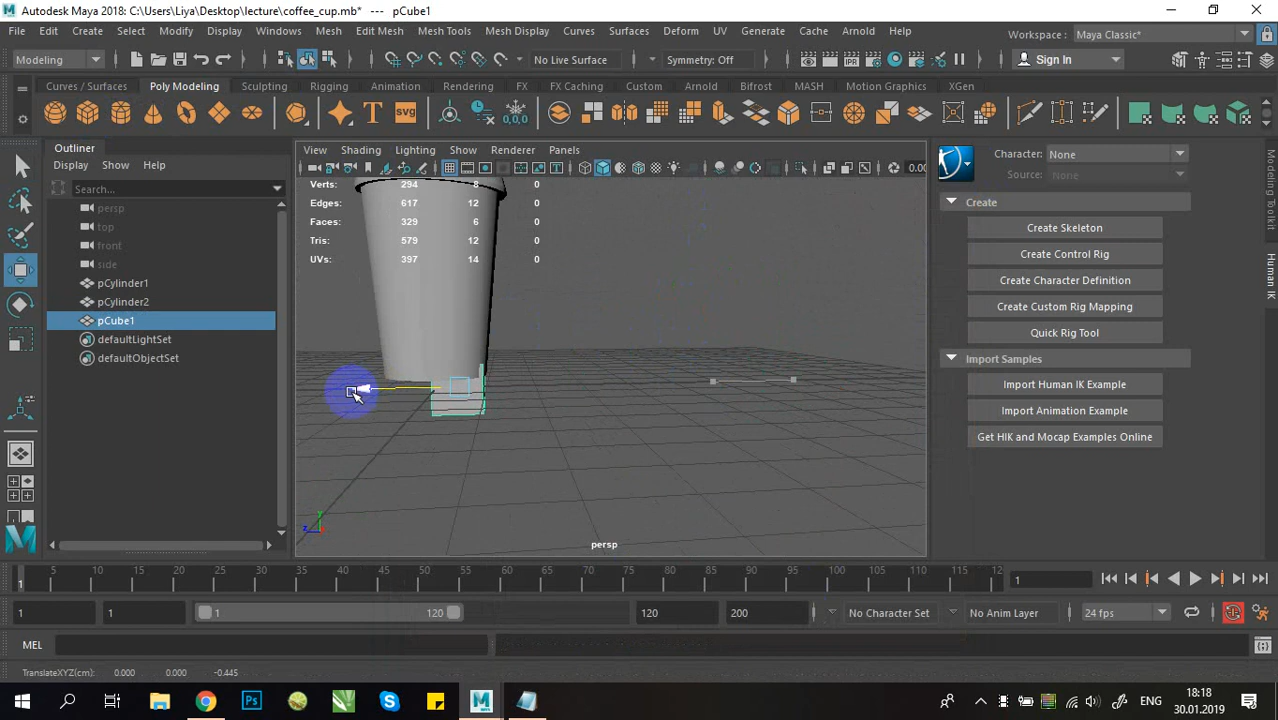 Autodesk Maya 2018: C:\Users\Liya\Desktop\lecture\coffee_cup.mb* --- pCube1
File Edit Create Select Modify Display Windows Mesh Edit Mesh Mesh Tools Mesh Display Curves Surfaces Deform UV Generate Cache Arnold Help Workspace: Maya Classic*
Modeling No Live Surface Symmetry: Off Sign In
Curves / Surfaces Poly Modeling Sculpting Rigging Animation Rendering FX FX Caching Custom Arnold Bifrost MASH Motion Graphics XGen
T SVG 0,0,0
Outliner
Display Show Help
Search...
persp
top
front
side
pCylinder1
pCylinder2
pCube1
defaultLightSet
defaultObjectSet
View Shading Lighting Show Renderer Panels
0.00
Verts: 294 8 0
Edges: 617 12 0
Faces: 329 6 0
Tris: 579 12 0
UVs: 397 14 0
y
z
persp
Character: None
Source: None
Create
Create Skeleton
Create Control Rig
Create Character Definition
Create Custom Rig Mapping
Quick Rig Tool
Import Samples
Import Human IK Example
Import Animation Example
Get HIK and Mocap Examples Online
Modeling Toolkit
Human IK
1 5 10 15 20 25 30 35 40 45 50 55 60 65 70 75 80 85 90 95 100 105 110 115 12 1
1 1 1 120 120 200 No Character Set No Anim Layer 24 fps
MEL
TranslateXYZ(cm) 0.000 0.000 -0.445
ENG 18:18
30.01.2019